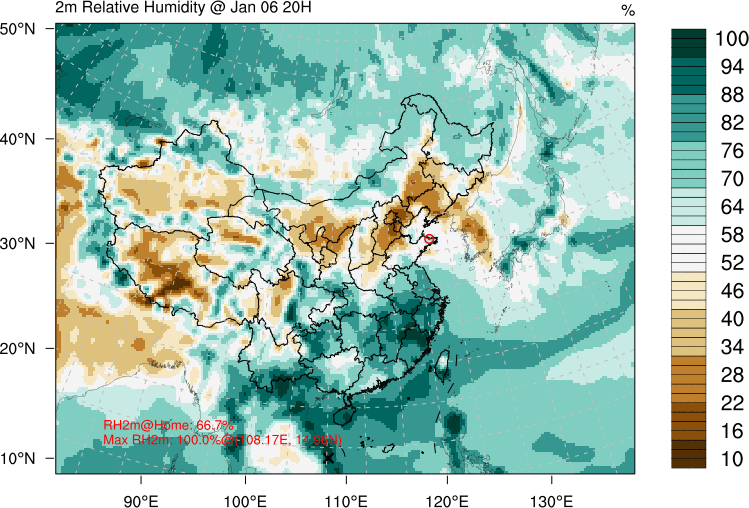 2m Relative Humidity @ Jan 06 20H
%
50°N
40°N
30°N
20°N
10°N
RH2m@Home: 66.7%
Max RH2m: 100.0%@(108.17E, 14.98N)
90°E
100°E
110°E
120°E
130°E
100
94
88
82
76
70
64
58
52
46
40
34
28
22
16
10